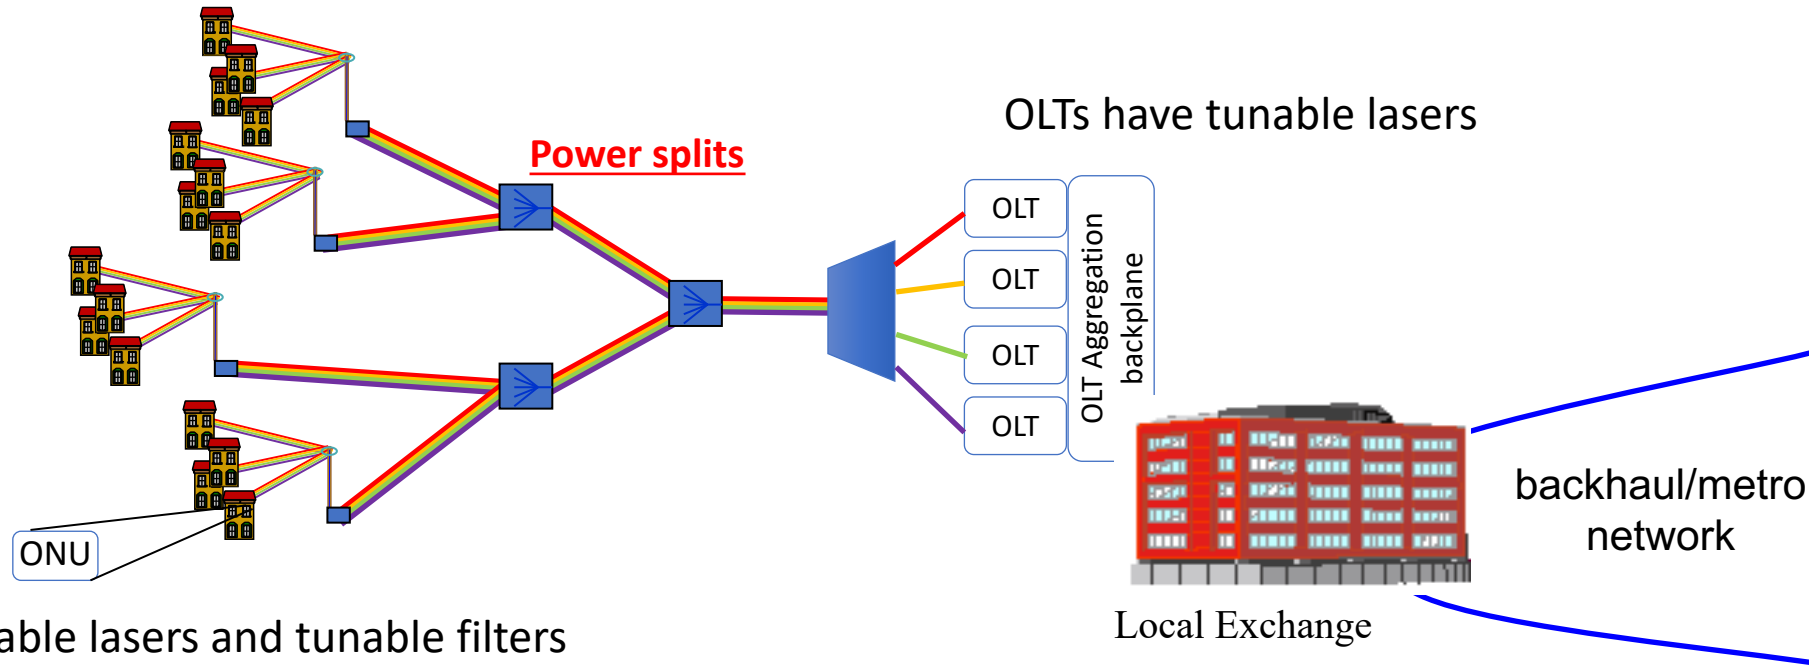 OLTs have tunable lasers
Power splits
OLT
OLT
OLT
OLT
OLT Aggregation
backplane
backhaul/metro
network
ONU
Local Exchange
able lasers and tunable filters